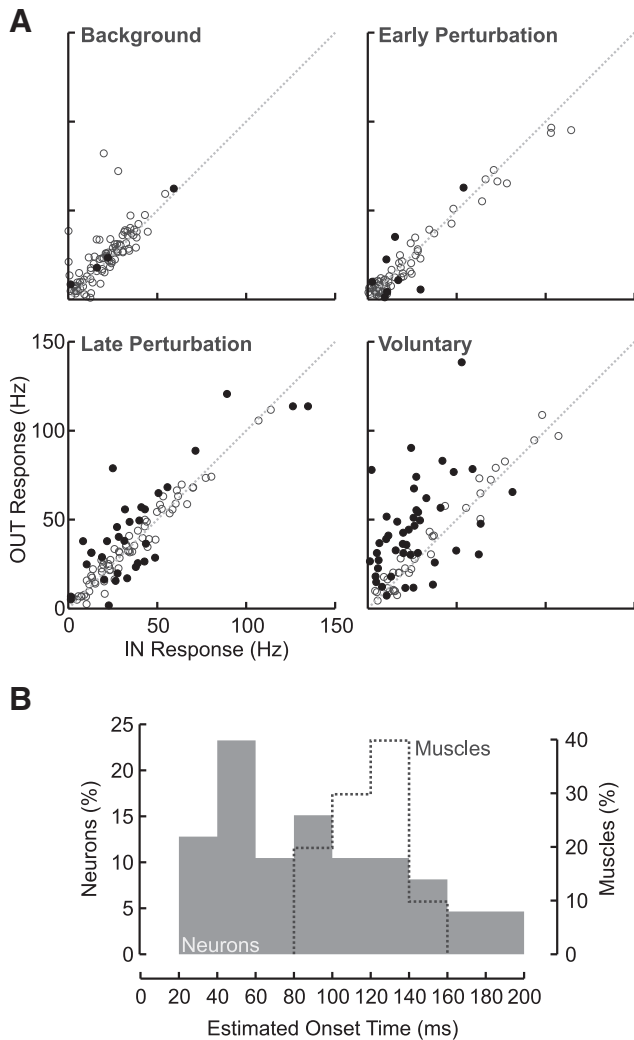 A
Background
Early Perturbation
Late Perturbation
Voluntary
150
100
50
0
OUT Response (Hz)
0 50 100 150
IN Response (Hz)
B
25
20
15
10
5
0
Neurons (%)
Muscles
Neurons
40
30
20
10
0
Muscles (%)
0 20 40 60 80 100 120 140 160 180 200
Estimated Onset Time (ms)